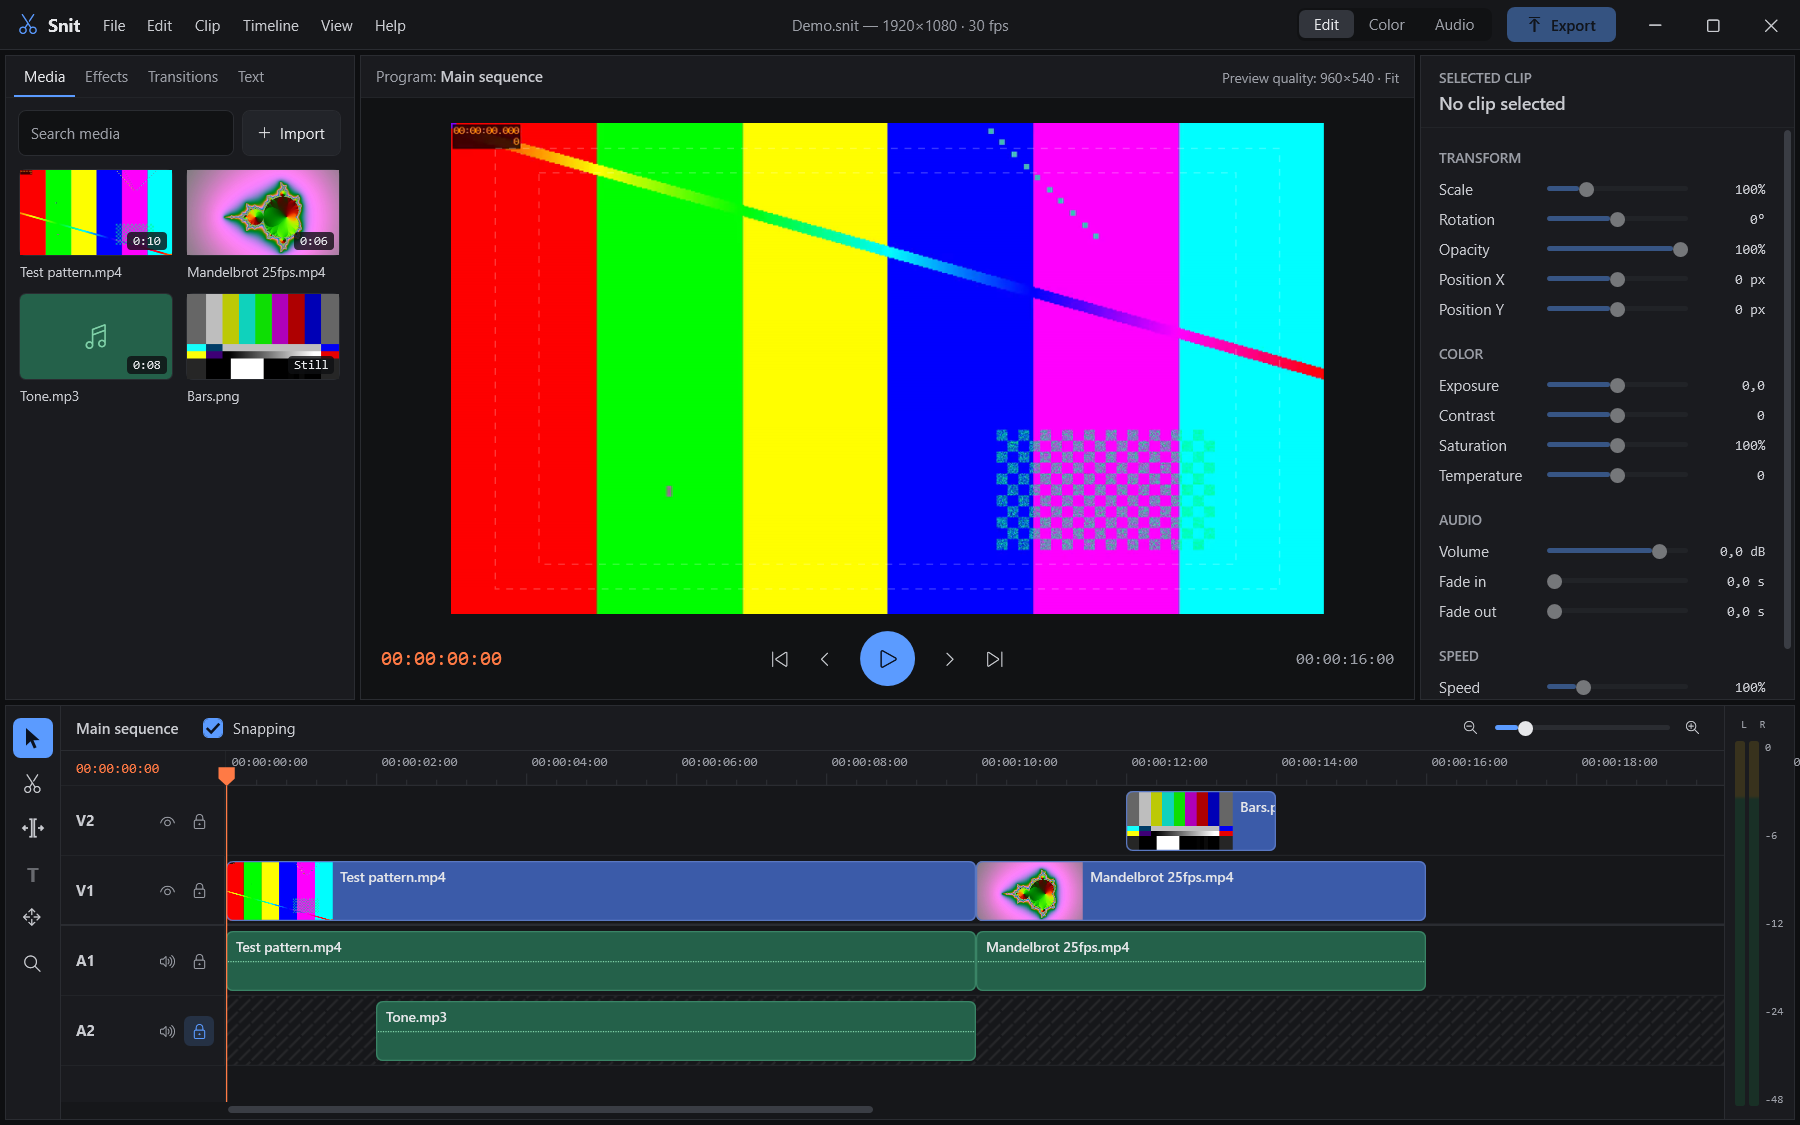 Snit File Edit Clip Timeline View Help
Demo.snit — 1920×1080 · 30 fps
Edit Color Audio
Export
Media Effects Transitions Text
Search media
Import
0:10
Test pattern.mp4
0:06
Mandelbrot 25fps.mp4
0:08
Tone.mp3
Still
Bars.png
Program: Main sequence
Preview quality: 960×540 · Fit
00:00:00.000
0
00:00:00:00
00:00:16:00
SELECTED CLIP
No clip selected
TRANSFORM
Scale 100%
Rotation 0°
Opacity 100%
Position X 0 px
Position Y 0 px
COLOR
Exposure 0,0
Contrast 0
Saturation 100%
Temperature 0
AUDIO
Volume 0,0 dB
Fade in 0,0 s
Fade out 0,0 s
SPEED
Speed 100%
Main sequence
Snapping
00:00:00:00
00:00:00:00 00:00:02:00 00:00:04:00 00:00:06:00 00:00:08:00 00:00:10:00 00:00:12:00 00:00:14:00 00:00:16:00 00:00:18:00 0
V2
Bars.p
V1
Test pattern.mp4
Mandelbrot 25fps.mp4
A1
Test pattern.mp4
Mandelbrot 25fps.mp4
A2
Tone.mp3
T
L R
0
-6
-12
-24
-48